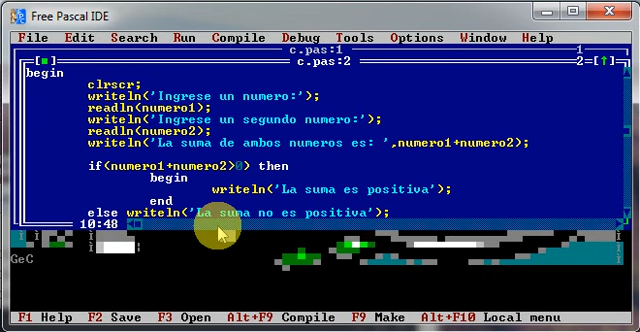 Free Pascal IDE
File Edit Search Run Compile Debug Tools Options Window Help
c.pas:1 1
[■] c.pas:2 2=[↑]
begin
clrscr;
writeln('Ingrese un numero:');
readln(numero1);
writeln('Ingrese un segundo numero:');
readln(numero2);
writeln('La suma de ambos numeros es: ',numero1+numero2);
if(numero1+numero2>0) then
begin
writeln('La suma es positiva');
end
else writeln('La suma no es positiva');
10:48
GeC
F1 Help F2 Save F3 Open Alt+F9 Compile F9 Make Alt+F10 Local menu